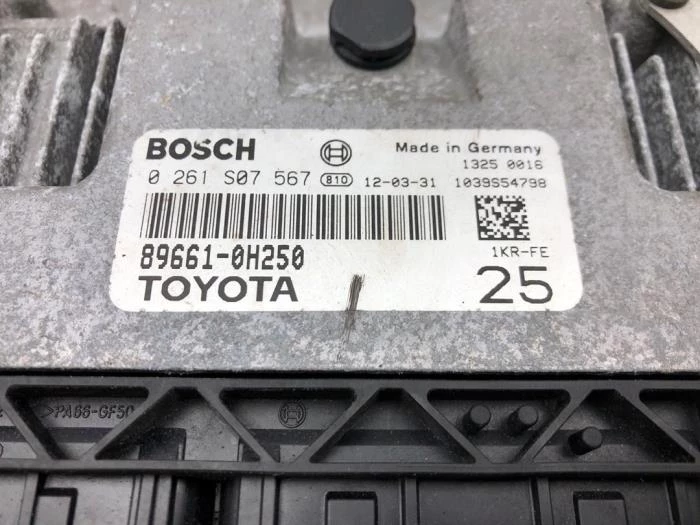 BOSCH Made in Germany
1325 0016
0 261 S07 567 810 12-03-31 1039S54798
89661-0H250 1KR-FE
TOYOTA 25
>PA66-GF50